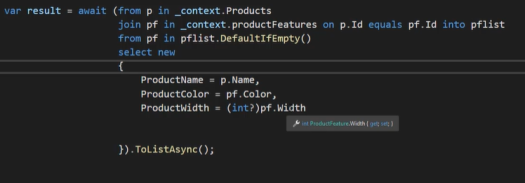 var result = await (from p in _context.Products
join pf in _context.productFeatures on p.Id equals pf.Id into pflist
from pf in pflist.DefaultIfEmpty()
select new
{
ProductName = p.Name,
ProductColor = pf.Color,
ProductWidth = (int?)pf.Width
int ProductFeature.Width { get; set; }
}).ToListAsync();